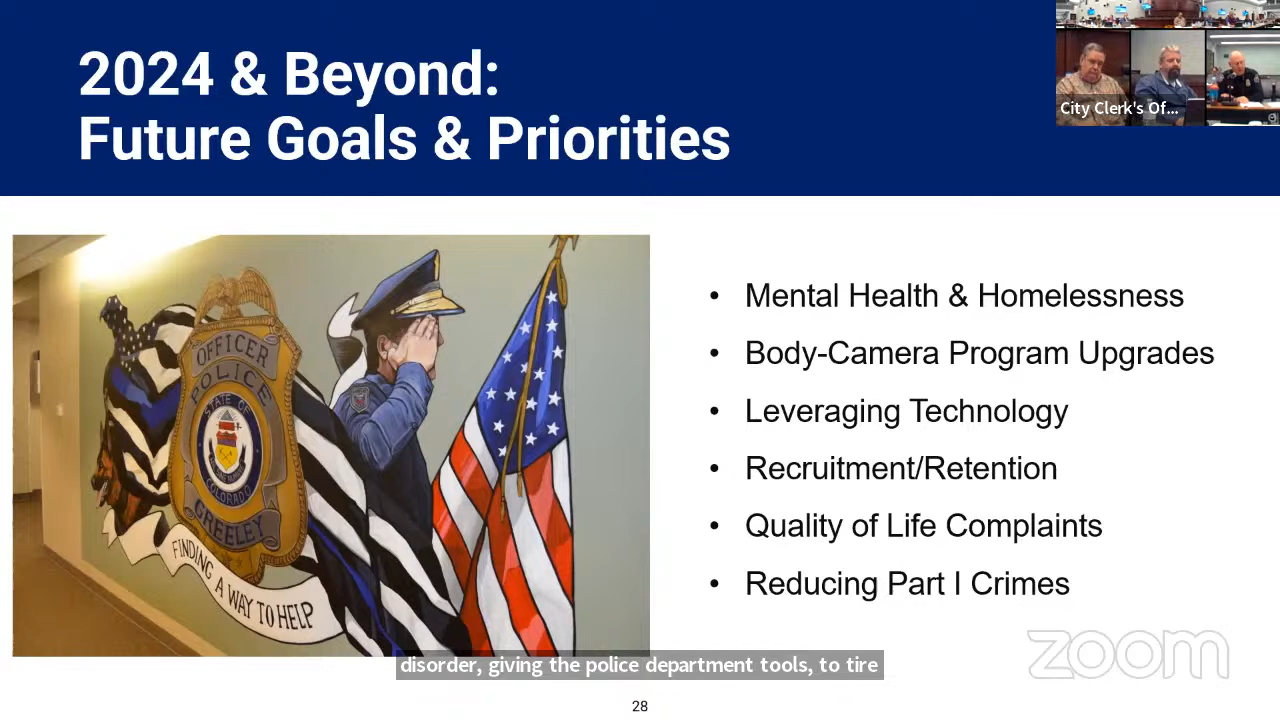 2024 & Beyond:
Future Goals & Priorities
City Clerk's Of...
OFFICER
POLICE
STATE OF
COLORADO
GREELEY
FINDING A WAY TO HELP
• Mental Health & Homelessness
• Body-Camera Program Upgrades
• Leveraging Technology
• Recruitment/Retention
• Quality of Life Complaints
• Reducing Part I Crimes
zoom
disorder, giving the police department tools, to tire
28